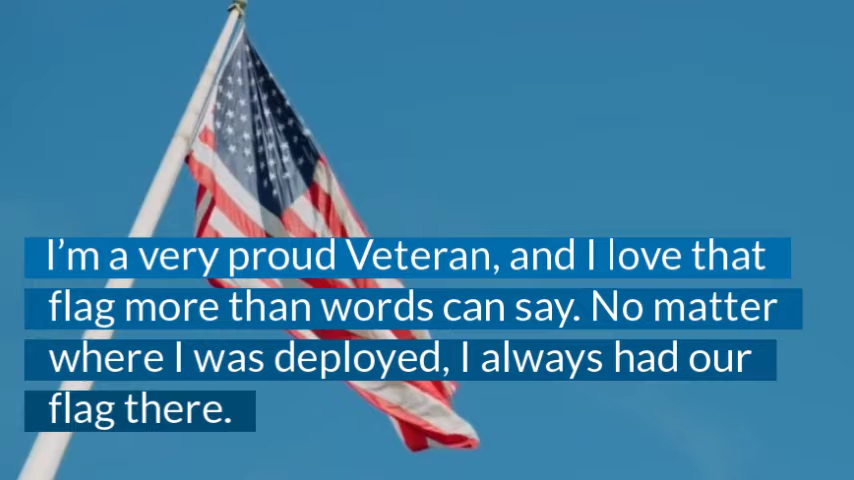 I’m a very proud Veteran, and I love that
flag more than words can say. No matter
where I was deployed, I always had our
flag there.